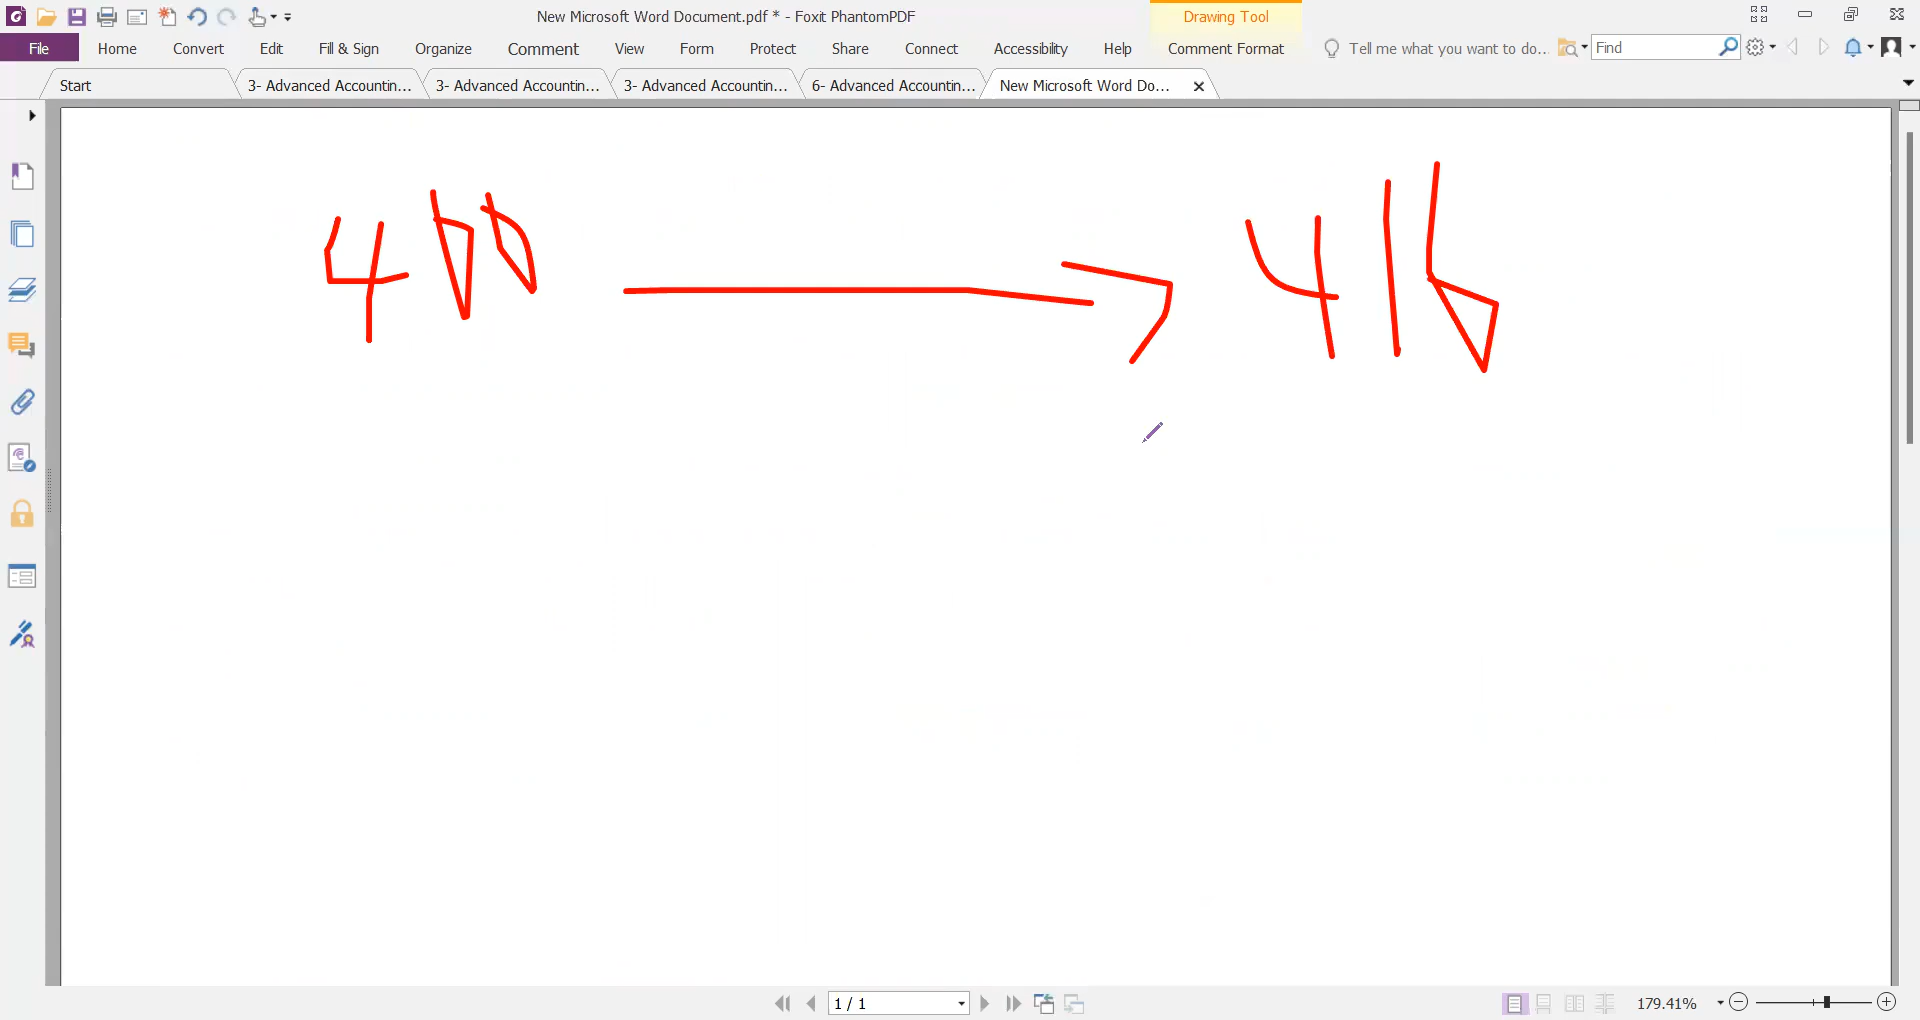 New Microsoft Word Document.pdf * - Foxit PhantomPDF
Drawing Tool
File Home Convert Edit Fill & Sign Organize Comment View Form Protect Share Connect Accessibility Help Comment Format Tell me what you want to do... Find
Start 3- Advanced Accountin... 3- Advanced Accountin... 3- Advanced Accountin... 6- Advanced Accountin... New Microsoft Word Do...
400 → 416
1 / 1 179.41%